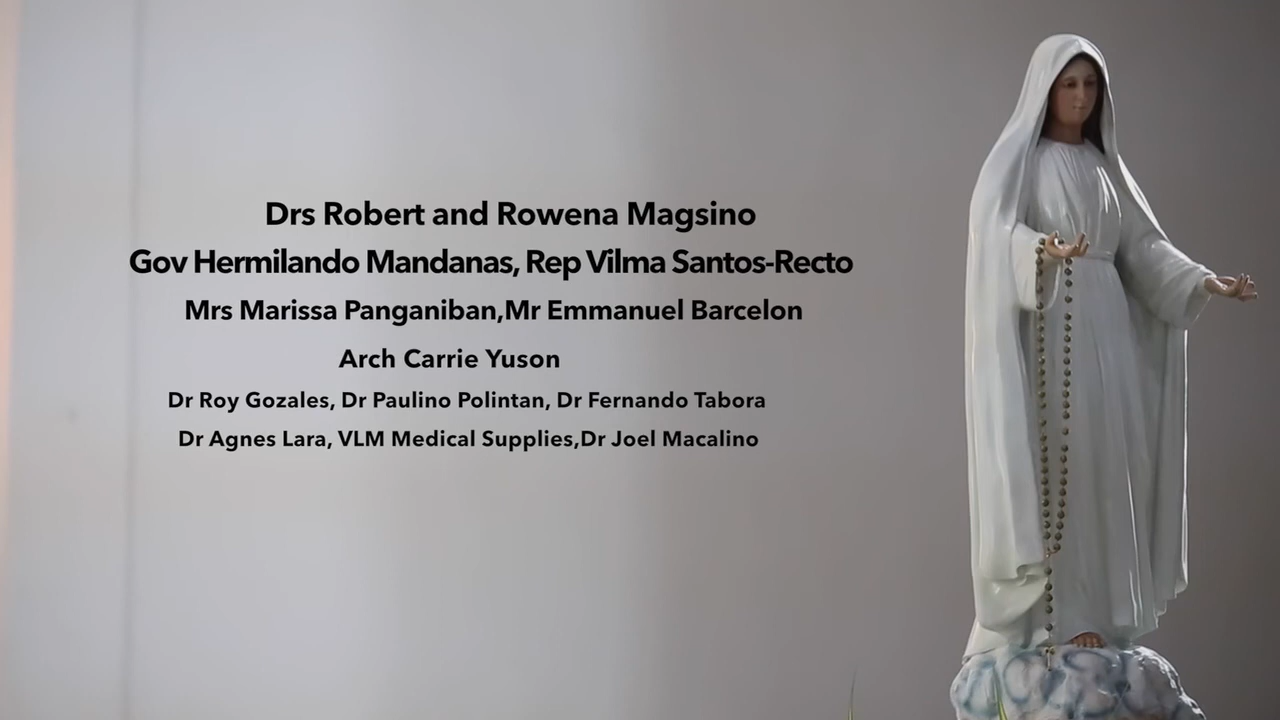 Drs Robert and Rowena Magsino
Gov Hermilando Mandanas, Rep Vilma Santos-Recto
Mrs Marissa Panganiban,Mr Emmanuel Barcelon
Arch Carrie Yuson
Dr Roy Gozales, Dr Paulino Polintan, Dr Fernando Tabora
Dr Agnes Lara, VLM Medical Supplies,Dr Joel Macalino